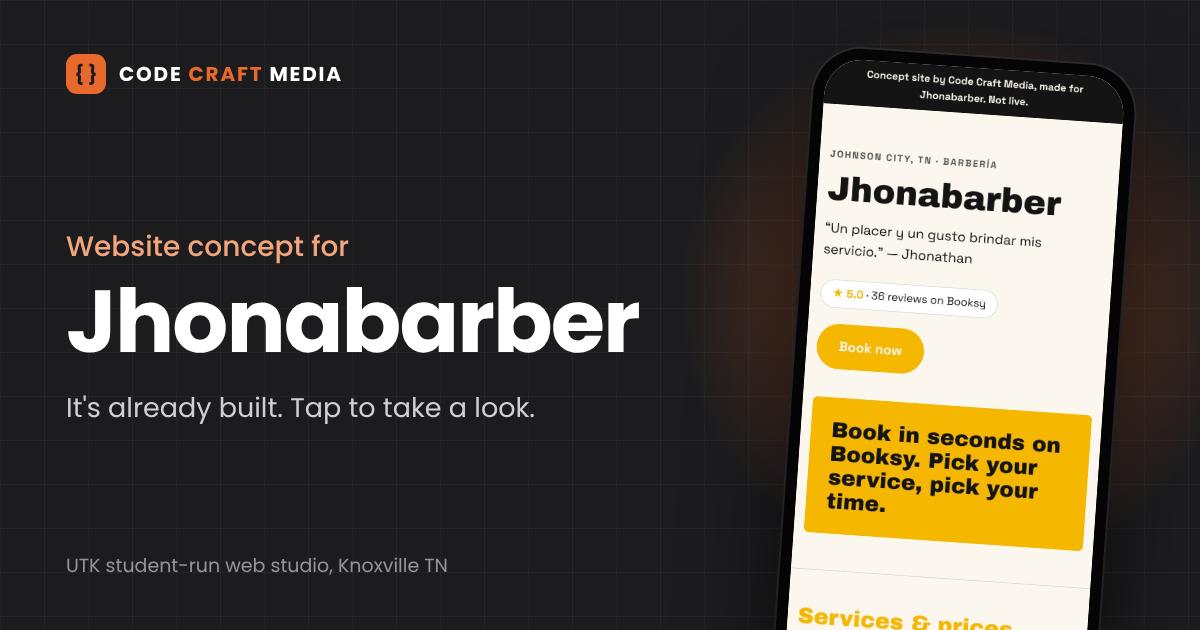 { } CODE CRAFT MEDIA
Website concept for
Jhonabarber
It's already built. Tap to take a look.
UTK student-run web studio, Knoxville TN
Concept site by Code Craft Media, made for
Jhonabarber. Not live.
JOHNSON CITY, TN · BARBERÍA
Jhonabarber
“Un placer y un gusto brindar mis
servicio.” — Jhonathan
★ 5.0 · 36 reviews on Booksy
Book now
Book in seconds on
Booksy. Pick your
service, pick your
time.
Services & prices